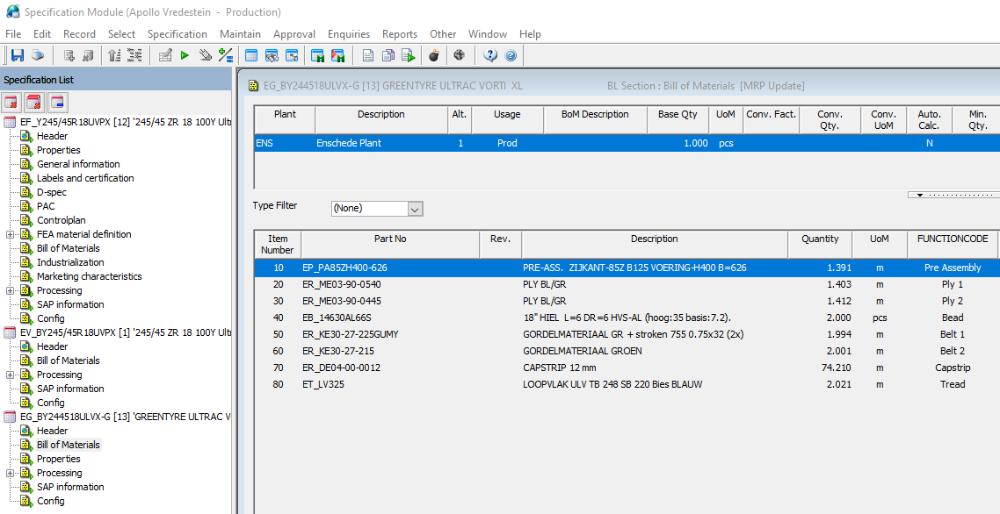 Specification Module (Apollo Vredestein - Production)
File Edit Record Select Specification Maintain Approval Enquiries Reports Other Window Help
Specification List
EF_Y245/45R18UVPX [12] '245/45 ZR 18 100Y Ultr
Header
Properties
General information
Labels and certification
D-spec
PAC
Controlplan
FEA material definition
Bill of Materials
Industrialization
Marketing characteristics
Processing
SAP information
Config
EV_BY245/45R18UVPX [1] '245/45 ZR 18 100Y Ultr
Header
Bill of Materials
Processing
SAP information
Config
EG_BY244518ULVX-G [13] 'GREENTYRE ULTRAC V
Header
Bill of Materials
Properties
Processing
SAP information
Config
EG_BY244518ULVX-G [13] GREENTYRE ULTRAC VORTI XL BL Section : Bill of Materials [MRP Update]
Plant Description Alt. Usage BoM Description Base Qty UoM Conv. Fact. Conv. Qty. Conv. UoM Auto. Calc. Min. Qty.
ENS Enschede Plant 1 Prod 1.000 pcs N
Type Filter (None)
Item Number Part No Rev. Description Quantity UoM FUNCTIONCODE
10 EP_PA85ZH400-626 PRE-ASS. ZIJKANT-85Z B125 VOERING-H400 B=626 1.391 m Pre Assembly
20 ER_ME03-90-0540 PLY BL/GR 1.403 m Ply 1
30 ER_ME03-90-0445 PLY BL/GR 1.412 m Ply 2
40 EB_14630AL66S 18" HIEL L=6 DR=6 HVS-AL (hoog:35 basis:7.2). 2.000 pcs Bead
50 ER_KE30-27-225GUMY GORDELMATERIAAL GR + stroken 755 0.75x32 (2x) 1.994 m Belt 1
60 ER_KE30-27-215 GORDELMATERIAAL GROEN 2.001 m Belt 2
70 ER_DE04-00-0012 CAPSTRIP 12 mm 74.210 m Capstrip
80 ET_LV325 LOOPVLAK ULV TB 248 SB 220 Bies BLAUW 2.021 m Tread